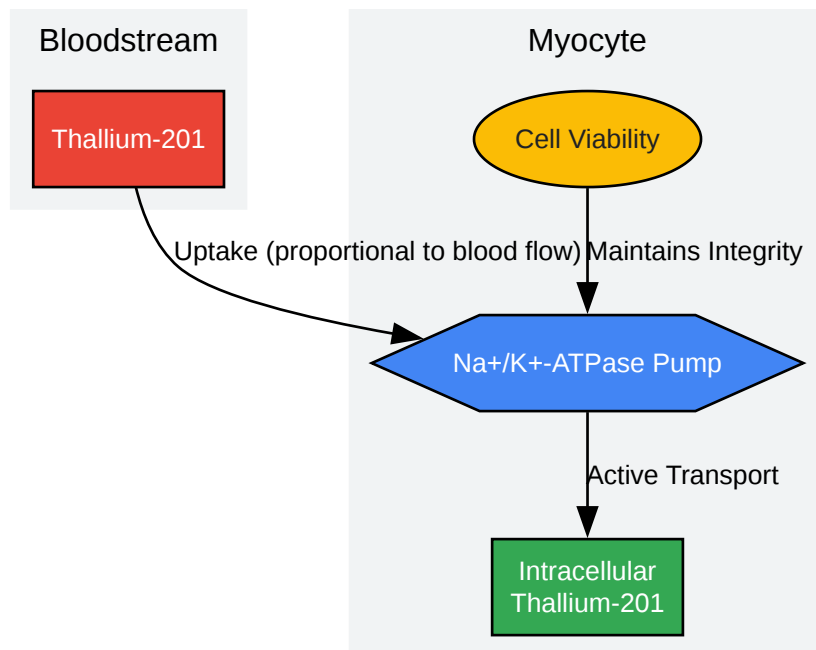 Bloodstream
Myocyte
Thallium-201
Cell Viability
Uptake (proportional to blood flow)
Maintains Integrity
Na+/K+-ATPase Pump
Active Transport
Intracellular
Thallium-201